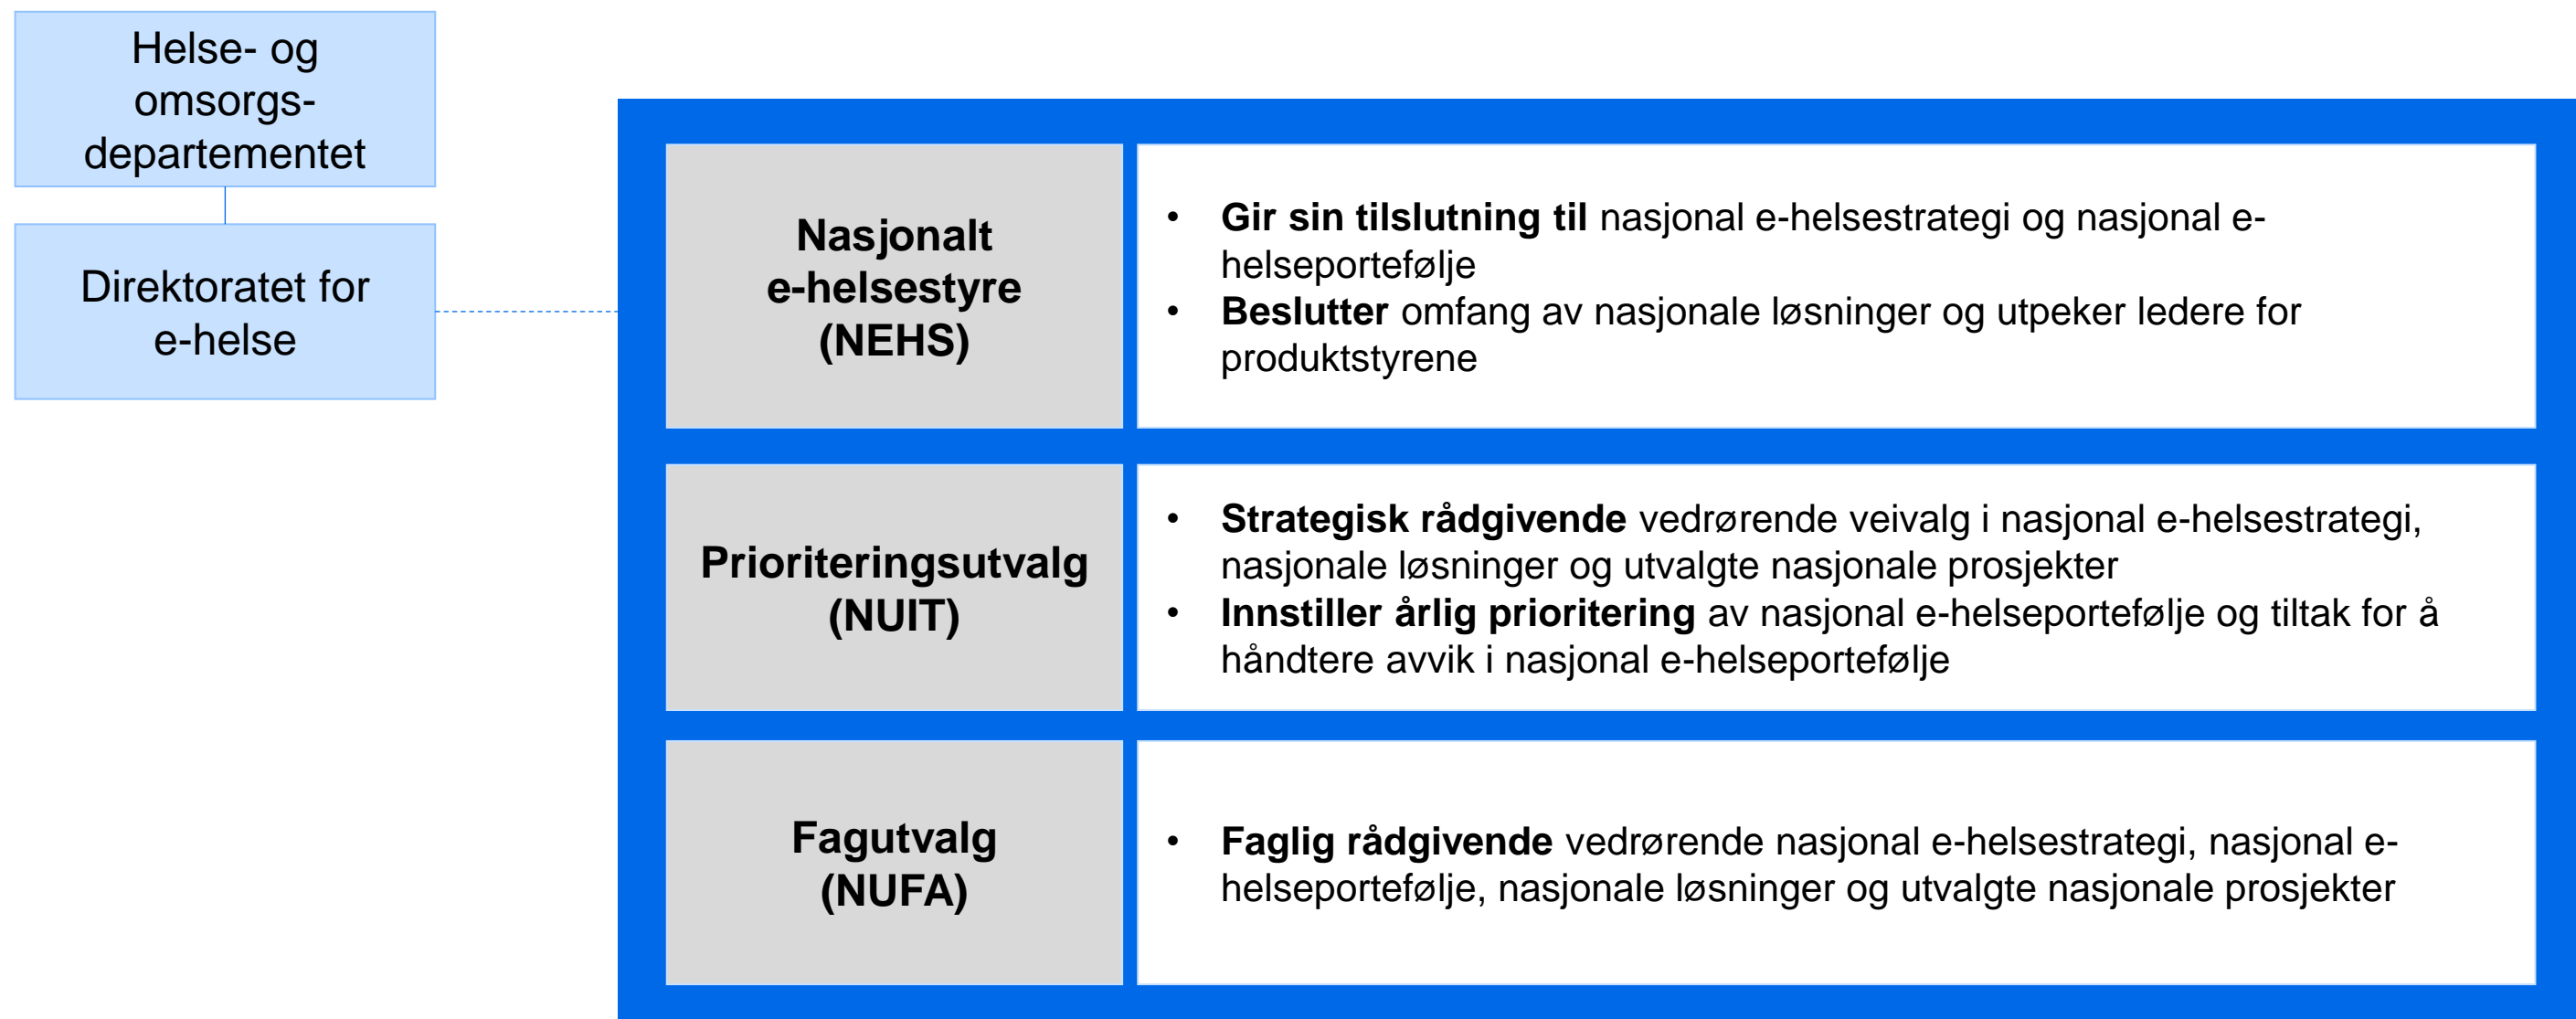 Helse- og
omsorgs-
departementet
Direktoratet for
e-helse
Nasjonalt
e-helsestyre
(NEHS)
• Gir sin tilslutning til nasjonal e-helsestrategi og nasjonal e-
helseportefølje
• Beslutter omfang av nasjonale løsninger og utpeker ledere for
produktstyrene
Prioriteringsutvalg
(NUIT)
• Strategisk rådgivende vedrørende veivalg i nasjonal e-helsestrategi,
nasjonale løsninger og utvalgte nasjonale prosjekter
• Innstiller årlig prioritering av nasjonal e-helseportefølje og tiltak for å
håndtere avvik i nasjonal e-helseportefølje
Fagutvalg
(NUFA)
• Faglig rådgivende vedrørende nasjonal e-helsestrategi, nasjonal e-
helseportefølje, nasjonale løsninger og utvalgte nasjonale prosjekter